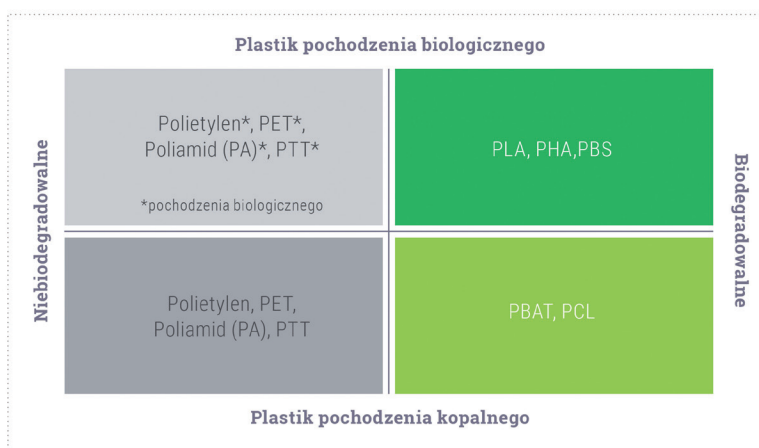 Plastik pochodzenia biologicznego
Niebiodegradowalne
Polietylen*, PET*,
Poliamid (PA)*, PTT*
*pochodzenia biologicznego
PLA, PHA,PBS
Biodegradowalne
Polietylen, PET,
Poliamid (PA), PTT
PBAT, PCL
Plastik pochodzenia kopalnego